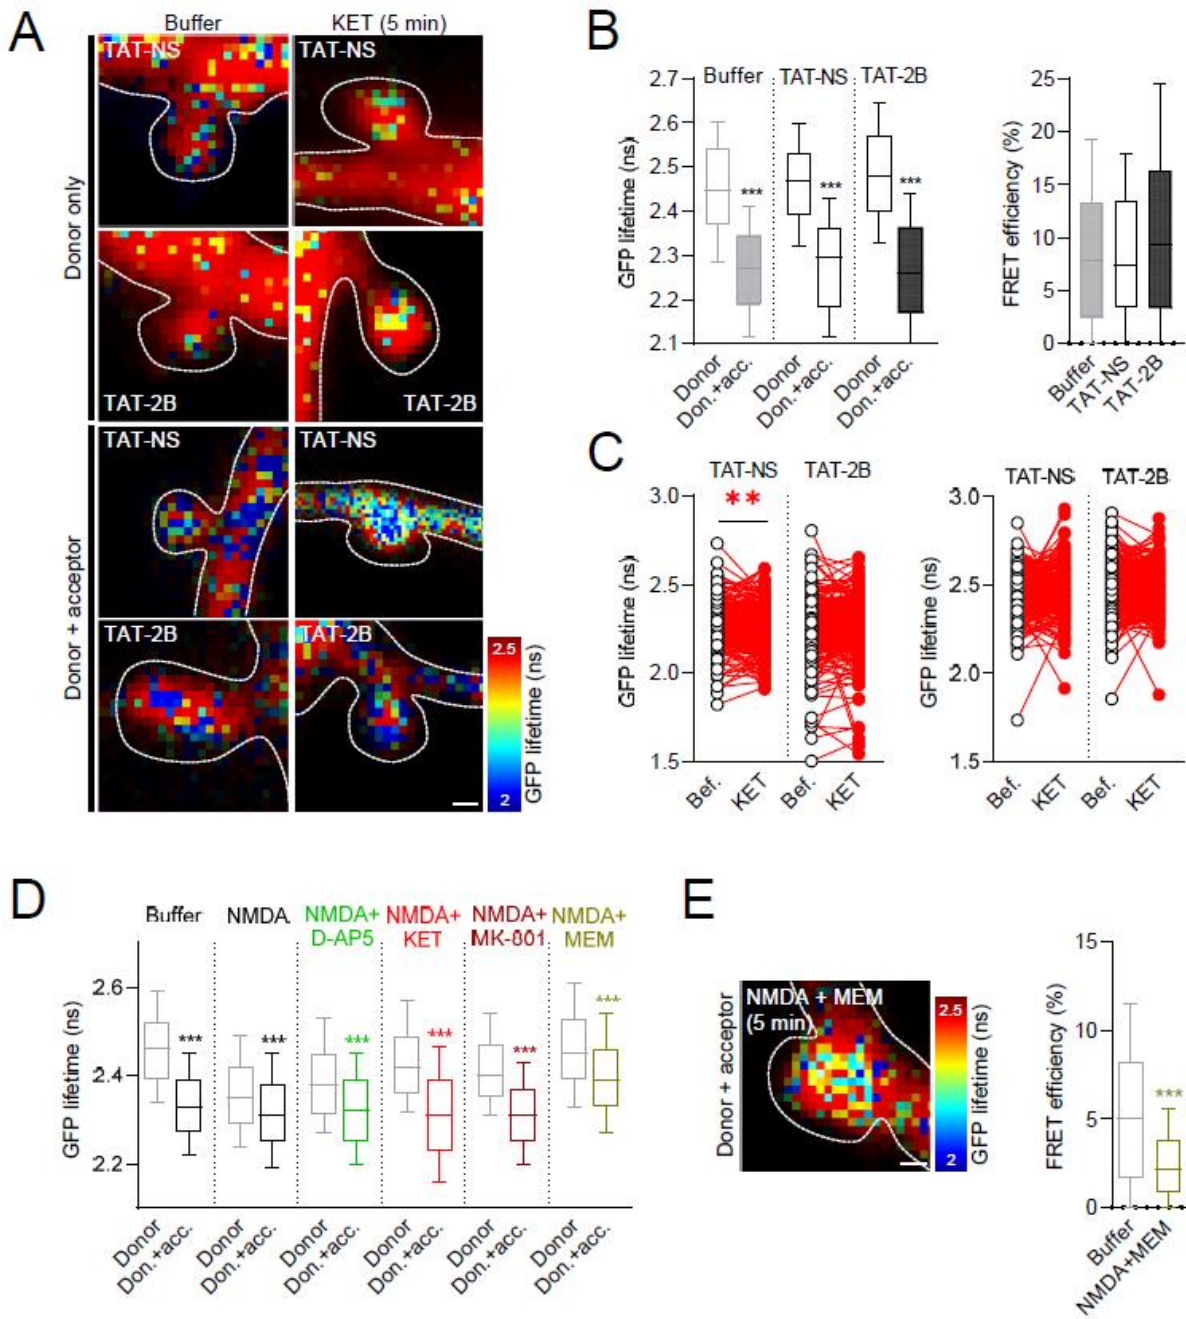 A
Buffer
KET (5 min)
TAT-NS
TAT-NS
Donor only
TAT-2B
TAT-2B
TAT-NS
TAT-NS
Donor + acceptor
TAT-2B
TAT-2B
2.5
2
GFP lifetime (ns)
B
Buffer
TAT-NS
TAT-2B
2.7
2.6
2.5
2.4
2.3
2.2
2.1
GFP lifetime (ns)
***
***
***
Donor
Don.+acc.
Donor
Don.+acc.
Donor
Don.+acc.
25
20
15
10
5
0
FRET efficiency (%)
Buffer
TAT-NS
TAT-2B
C
TAT-NS
TAT-2B
**
3.0
2.5
2.0
1.5
GFP lifetime (ns)
Bef.
KET
Bef.
KET
TAT-NS
TAT-2B
3.0
2.5
2.0
1.5
GFP lifetime (ns)
Bef.
KET
Bef.
KET
D
Buffer
NMDA
NMDA+
D-AP5
NMDA+
KET
NMDA+
MK-801
NMDA+
MEM
2.6
2.4
2.2
GFP lifetime (ns)
***
***
***
***
***
***
Donor
Don.+acc.
Donor
Don.+acc.
Donor
Don.+acc.
Donor
Don.+acc.
Donor
Don.+acc.
Donor
Don.+acc.
E
Donor + acceptor
NMDA + MEM
(5 min)
2.5
2
GFP lifetime (ns)
15
10
5
0
FRET efficiency (%)
***
Buffer
NMDA+MEM